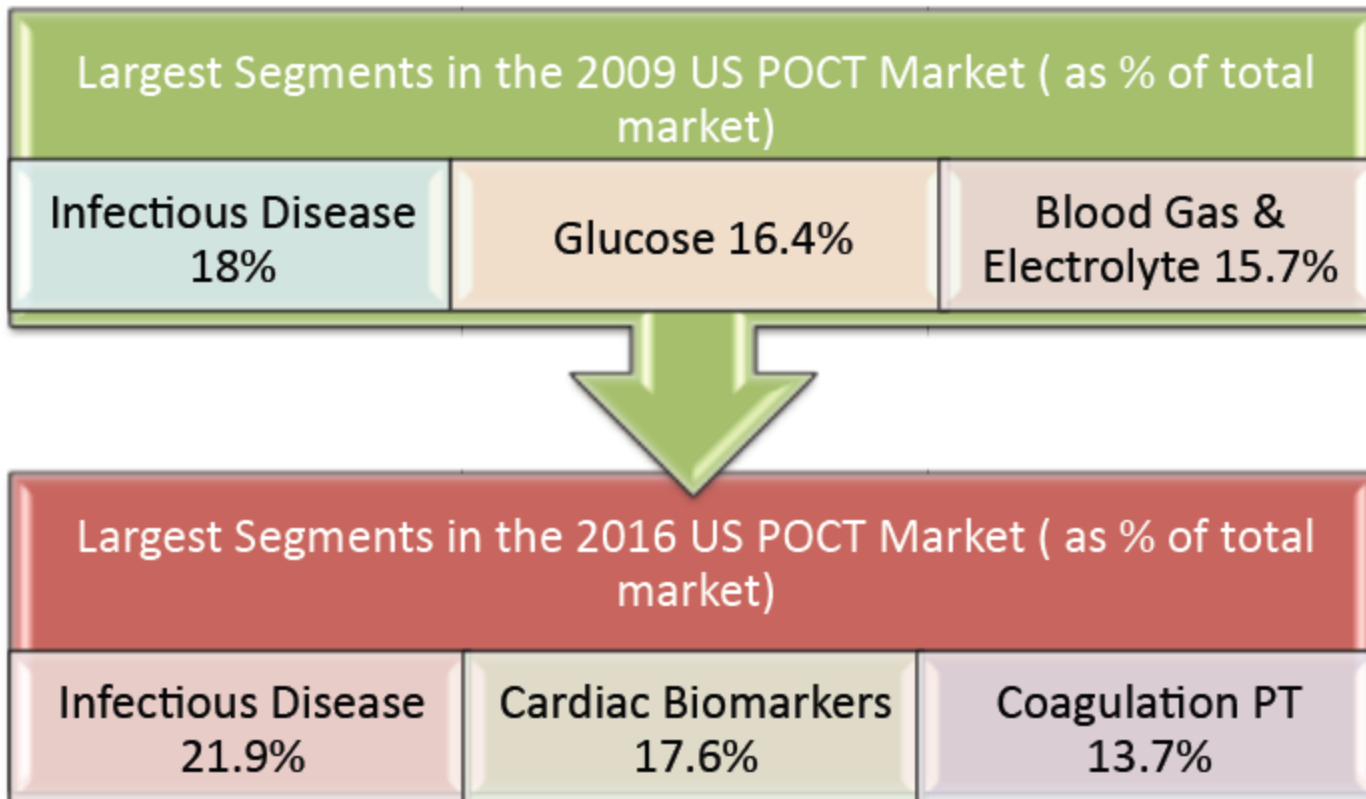 Largest Segments in the 2009 US POCT Market ( as % of total
market)
Infectious Disease
18%
Glucose 16.4%
Blood Gas &
Electrolyte 15.7%
Largest Segments in the 2016 US POCT Market ( as % of total
market)
Infectious Disease
21.9%
Cardiac Biomarkers
17.6%
Coagulation PT
13.7%